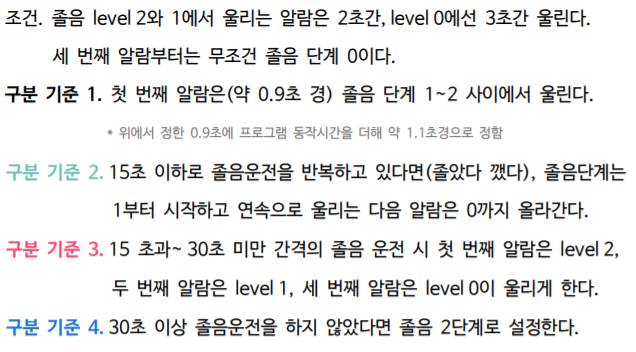 조건. 졸음 level 2와 1에서 울리는 알람은 2초간, level 0에선 3초간 울린다.
세 번째 알람부터는 무조건 졸음 단계 0이다.
구분 기준 1. 첫 번째 알람은(약 0.9초 경) 졸음 단계 1~2 사이에서 울린다.
* 위에서 정한 0.9초에 프로그램 동작시간을 더해 약 1.1초경으로 정함
구분 기준 2. 15초 이하로 졸음운전을 반복하고 있다면(졸았다 깼다), 졸음단계는
1부터 시작하고 연속으로 울리는 다음 알람은 0까지 올라간다.
구분 기준 3. 15 초과~ 30초 미만 간격의 졸음 운전 시 첫 번째 알람은 level 2,
두 번째 알람은 level 1, 세 번째 알람은 level 0이 울리게 한다.
구분 기준 4. 30초 이상 졸음운전을 하지 않았다면 졸음 2단계로 설정한다.